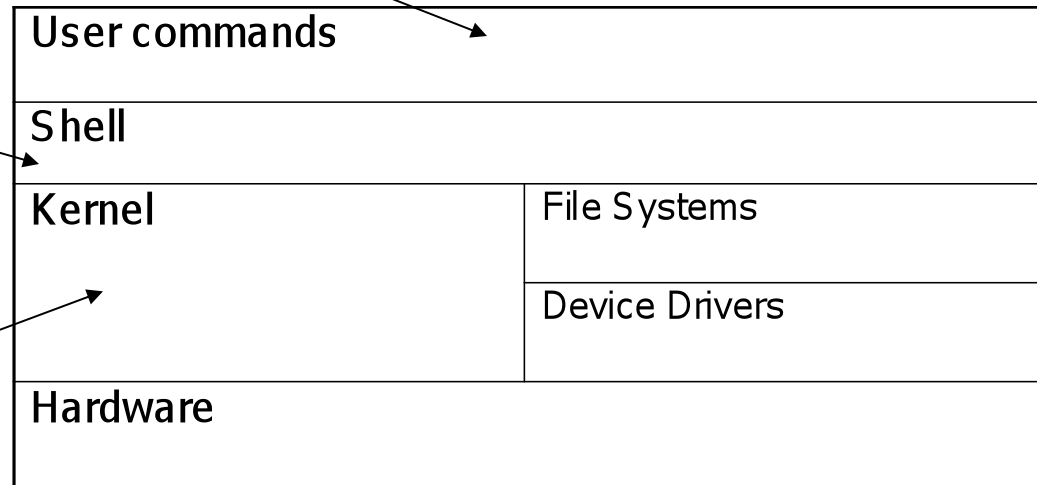 User commands
Shell
Kernel
File Systems
Device Drivers
Hardware